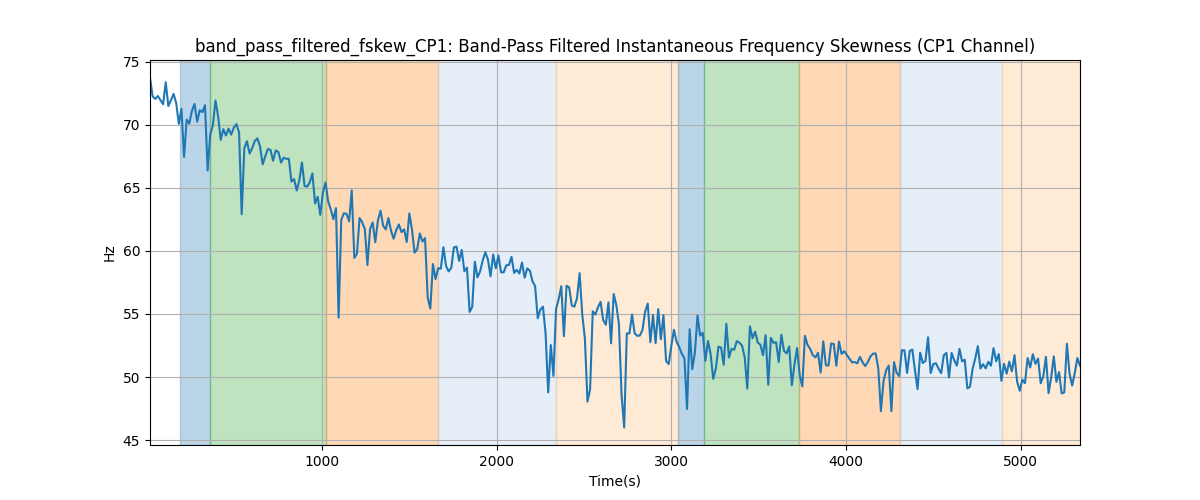 band_pass_filtered_fskew_CP1: Band-Pass Filtered Instantaneous Frequency Skewness (CP1 Channel)
75
70
65
60
55
50
45
Hz
1000 2000 3000 4000 5000
Time(s)